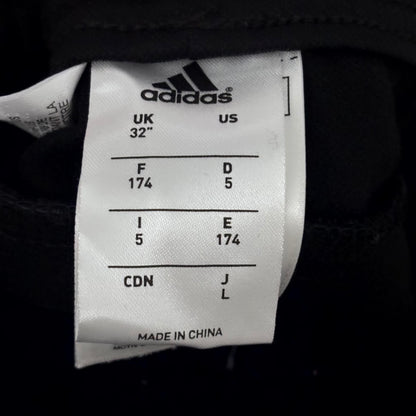 adidas®
UK US
32"
F D
174 5
I E
5 174
CDN J
L
MADE IN CHINA